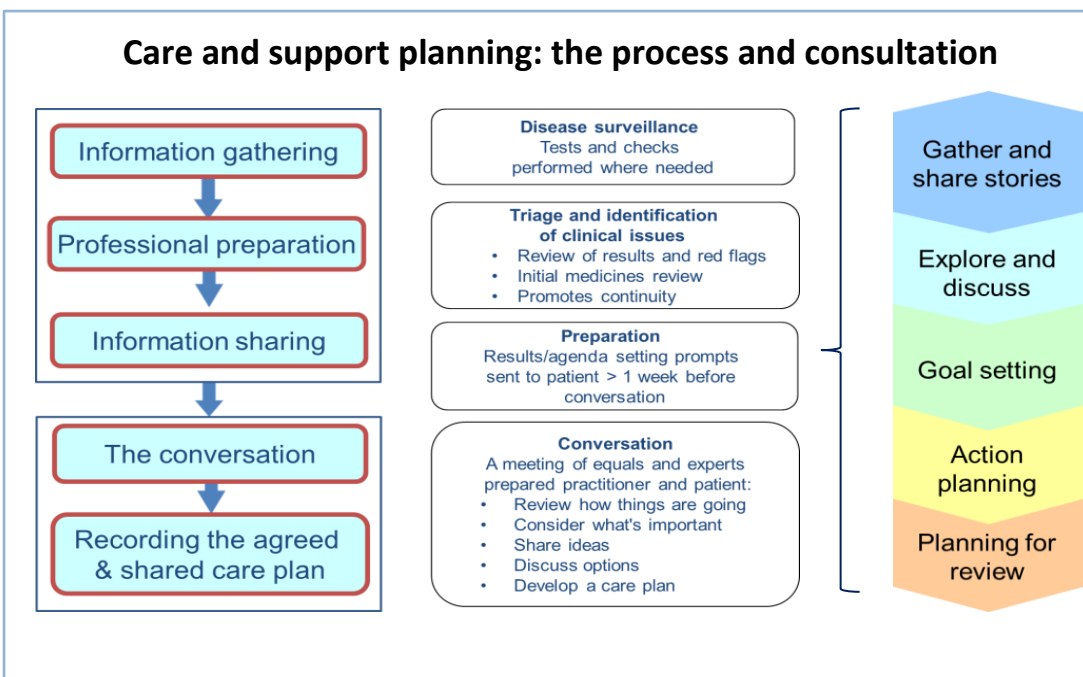 Care and support planning: the process and consultation
Information gathering
Professional preparation
Information sharing
The conversation
Recording the agreed
& shared care plan
Disease surveillance
Tests and checks
performed where needed
Triage and identification
of clinical issues
• Review of results and red flags
• Initial medicines review
• Promotes continuity
Preparation
Results/agenda setting prompts
sent to patient > 1 week before
conversation
Conversation
A meeting of equals and experts
prepared practitioner and patient:
• Review how things are going
• Consider what's important
• Share ideas
• Discuss options
• Develop a care plan
Gather and
share stories
Explore and
discuss
Goal setting
Action
planning
Planning for
review